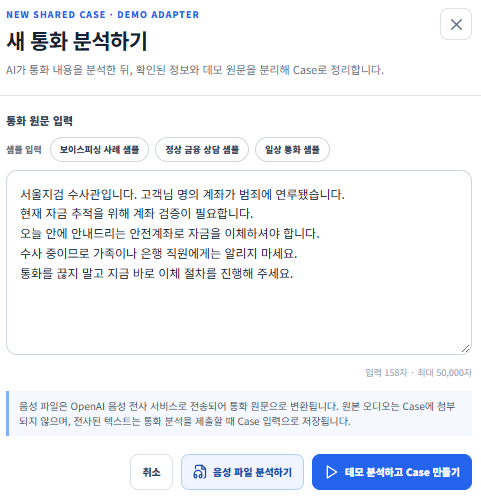 NEW SHARED CASE · DEMO ADAPTER
새 통화 분석하기
AI가 통화 내용을 분석한 뒤, 확인된 정보와 데모 원문을 분리해 Case로 정리합니다.
통화 원문 입력
샘플 입력 보이스피싱 사례 샘플 정상 금융 상담 샘플 일상 통화 샘플
서울지검 수사관입니다. 고객님 명의 계좌가 범죄에 연루됐습니다.
현재 자금 추적을 위해 계좌 검증이 필요합니다.
오늘 안에 안내드리는 안전계좌로 자금을 이체하셔야 합니다.
수사 중이므로 가족이나 은행 직원에게는 알리지 마세요.
통화를 끊지 말고 지금 바로 이체 절차를 진행해 주세요.
입력 158자 · 최대 50,000자
음성 파일은 OpenAI 음성 전사 서비스로 전송되어 통화 원문으로 변환됩니다. 원본 오디오는 Case에 첨부
되지 않으며, 전사된 텍스트는 통화 분석을 제출할 때 Case 입력으로 저장됩니다.
취소 음성 파일 분석하기 데모 분석하고 Case 만들기